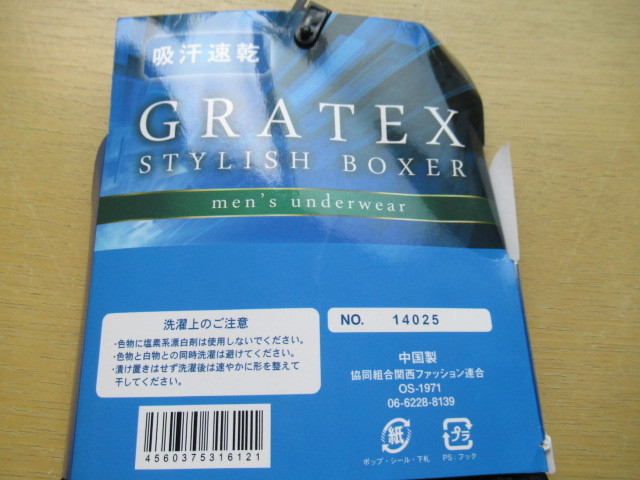 吸汗速乾
GRATEX
STYLISH BOXER
men's underwear
洗濯上のご注意
・色物に塩素系漂白剤は使用しないでください。
・色物と白物との同時洗濯は避けてください。
・漬け置きはせず洗濯後は速やかに形を整えて
干してください。
4560375316121
NO. 14025
中国製
協同組合関西ファッション連合
OS-1971
06-6228-8139
紙
ポップ・シール・下札
プラ
PS:フック